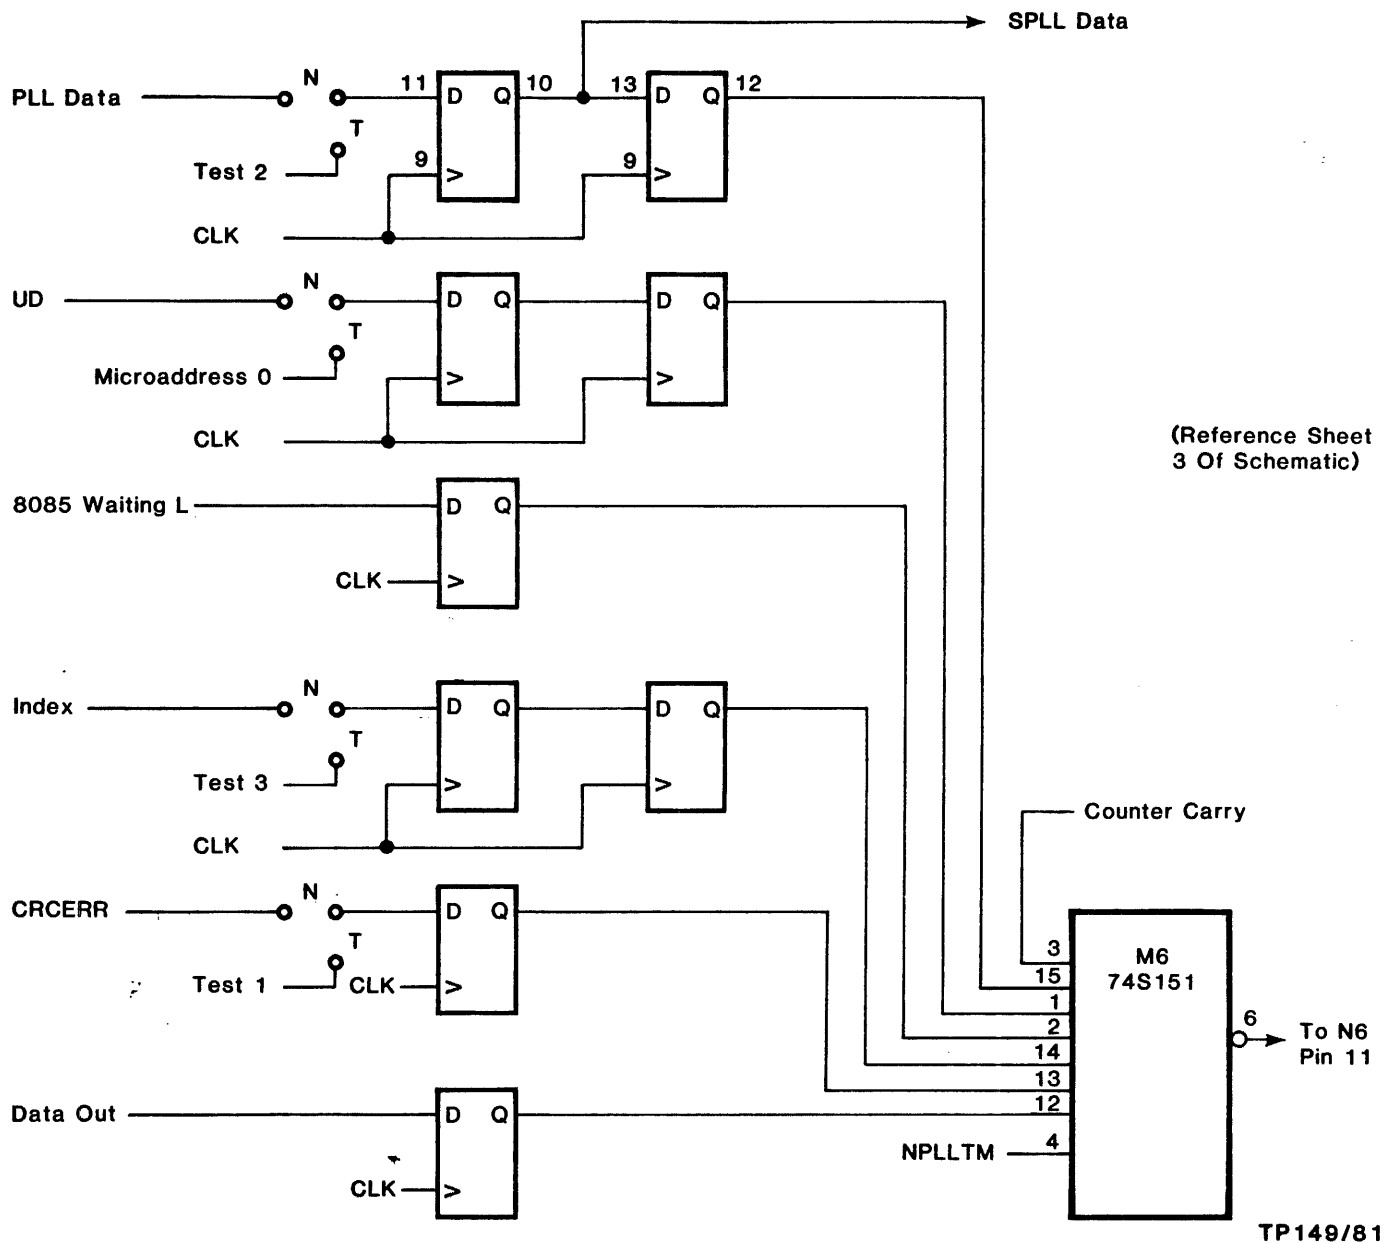 SPLL Data
PLL Data
N
T
Test 2
CLK
11
D Q
10
9
>
13
D Q
12
9
>
UD
N
T
Microaddress 0
CLK
D Q
>
D Q
>
(Reference Sheet
3 Of Schematic)
8085 Waiting L
D Q
CLK
>
Index
N
T
Test 3
CLK
D Q
>
D Q
>
Counter Carry
CRCERR
N
T
Test 1
CLK
D Q
>
M6
74S151
3
15
1
2
14
13
12
4
6
To N6
Pin 11
Data Out
D Q
CLK
>
NPLLTM
TP149/81